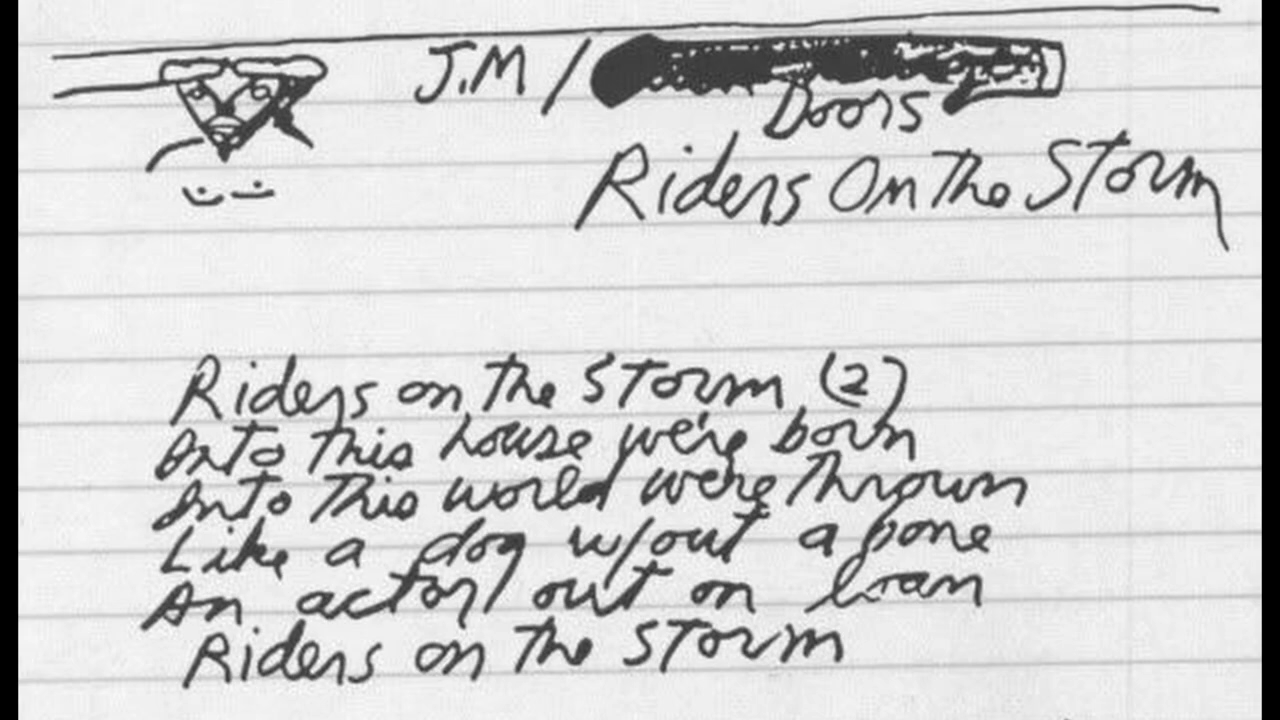 J.M /
Doors
Riders On The Storm
Riders on the Storm (2)
Into this house we're born
Into this world we're thrown
Like a dog w/out a bone
An actor out on loan
Riders on the storm